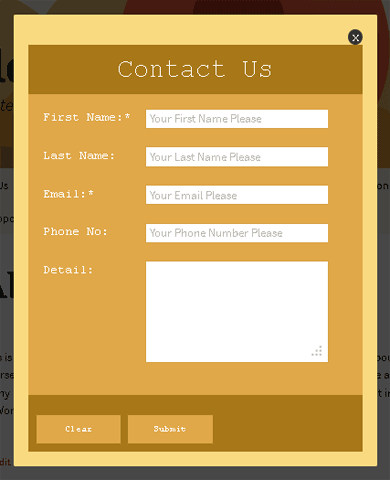 x
Contact Us
First Name:* Your First Name Please
Last Name: Your Last Name Please
Email:* Your Email Please
Phone No: Your Phone Number Please
Detail:
Clear Submit